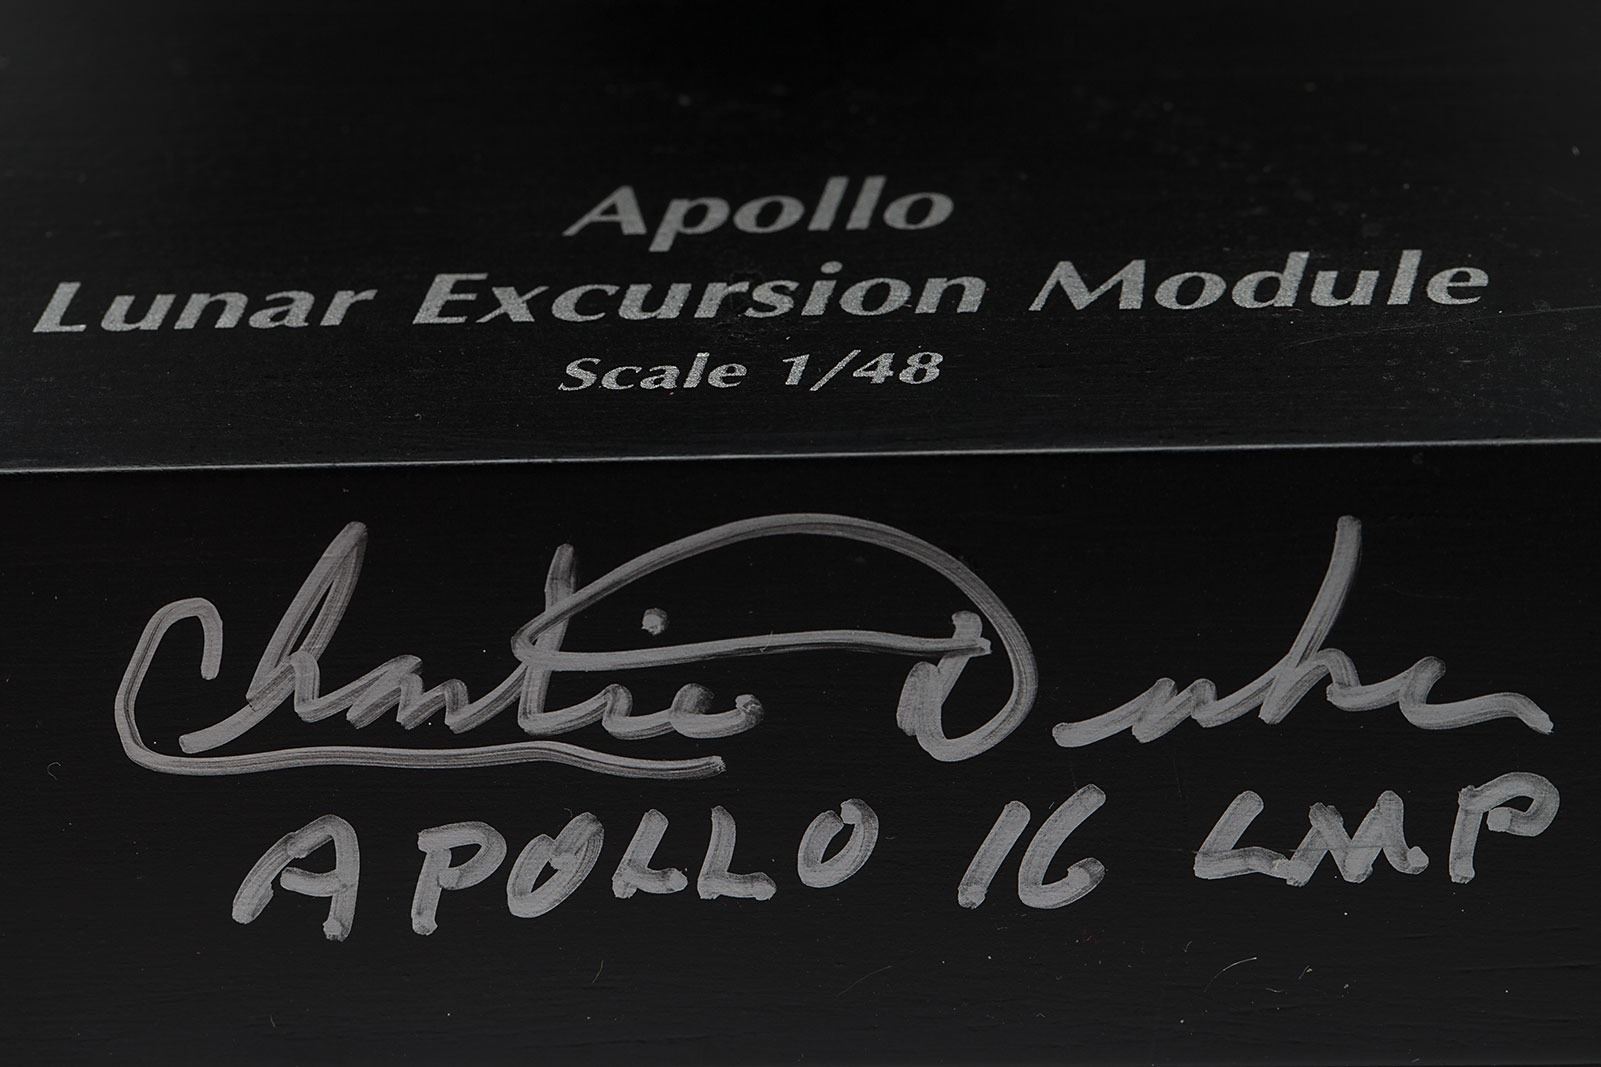 Apollo
Lunar Excursion Module
Scale 1/48
Charlie Duke
APOLLO 16 LMP